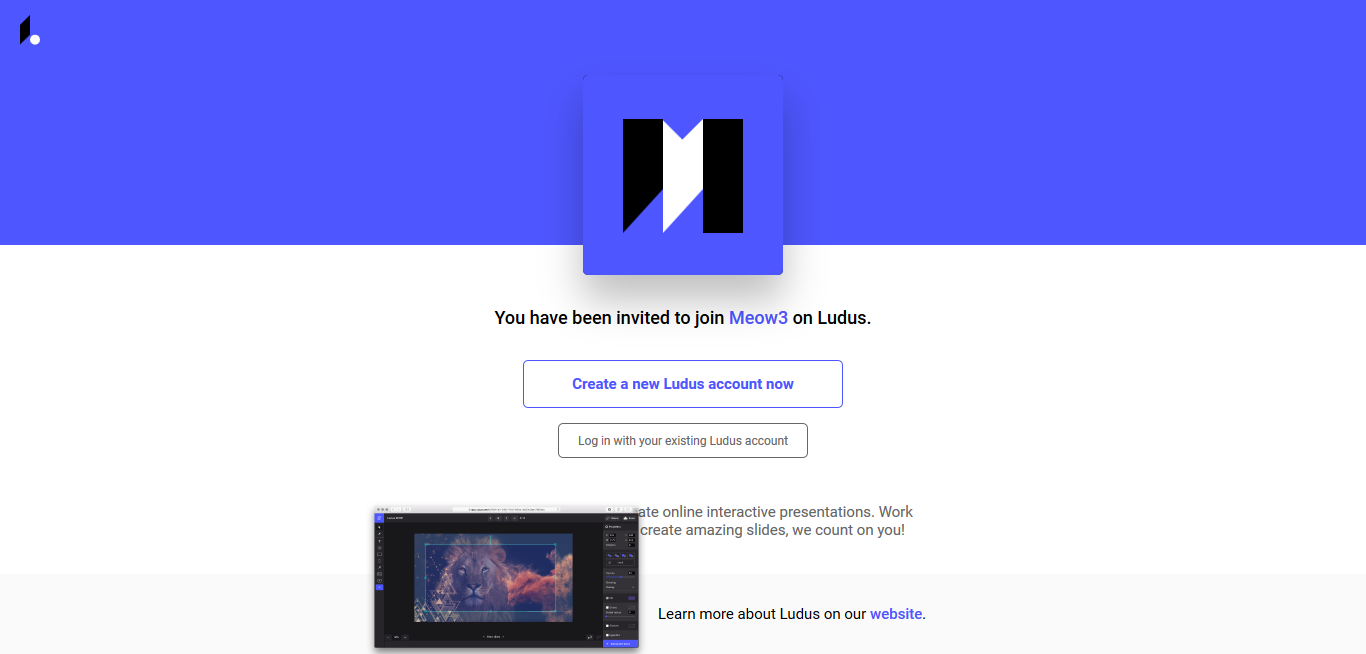 You have been invited to join Meow3 on Ludus.
Create a new Ludus account now
Log in with your existing Ludus account
ate online interactive presentations. Work
create amazing slides, we count on you!
Learn more about Ludus on our website.